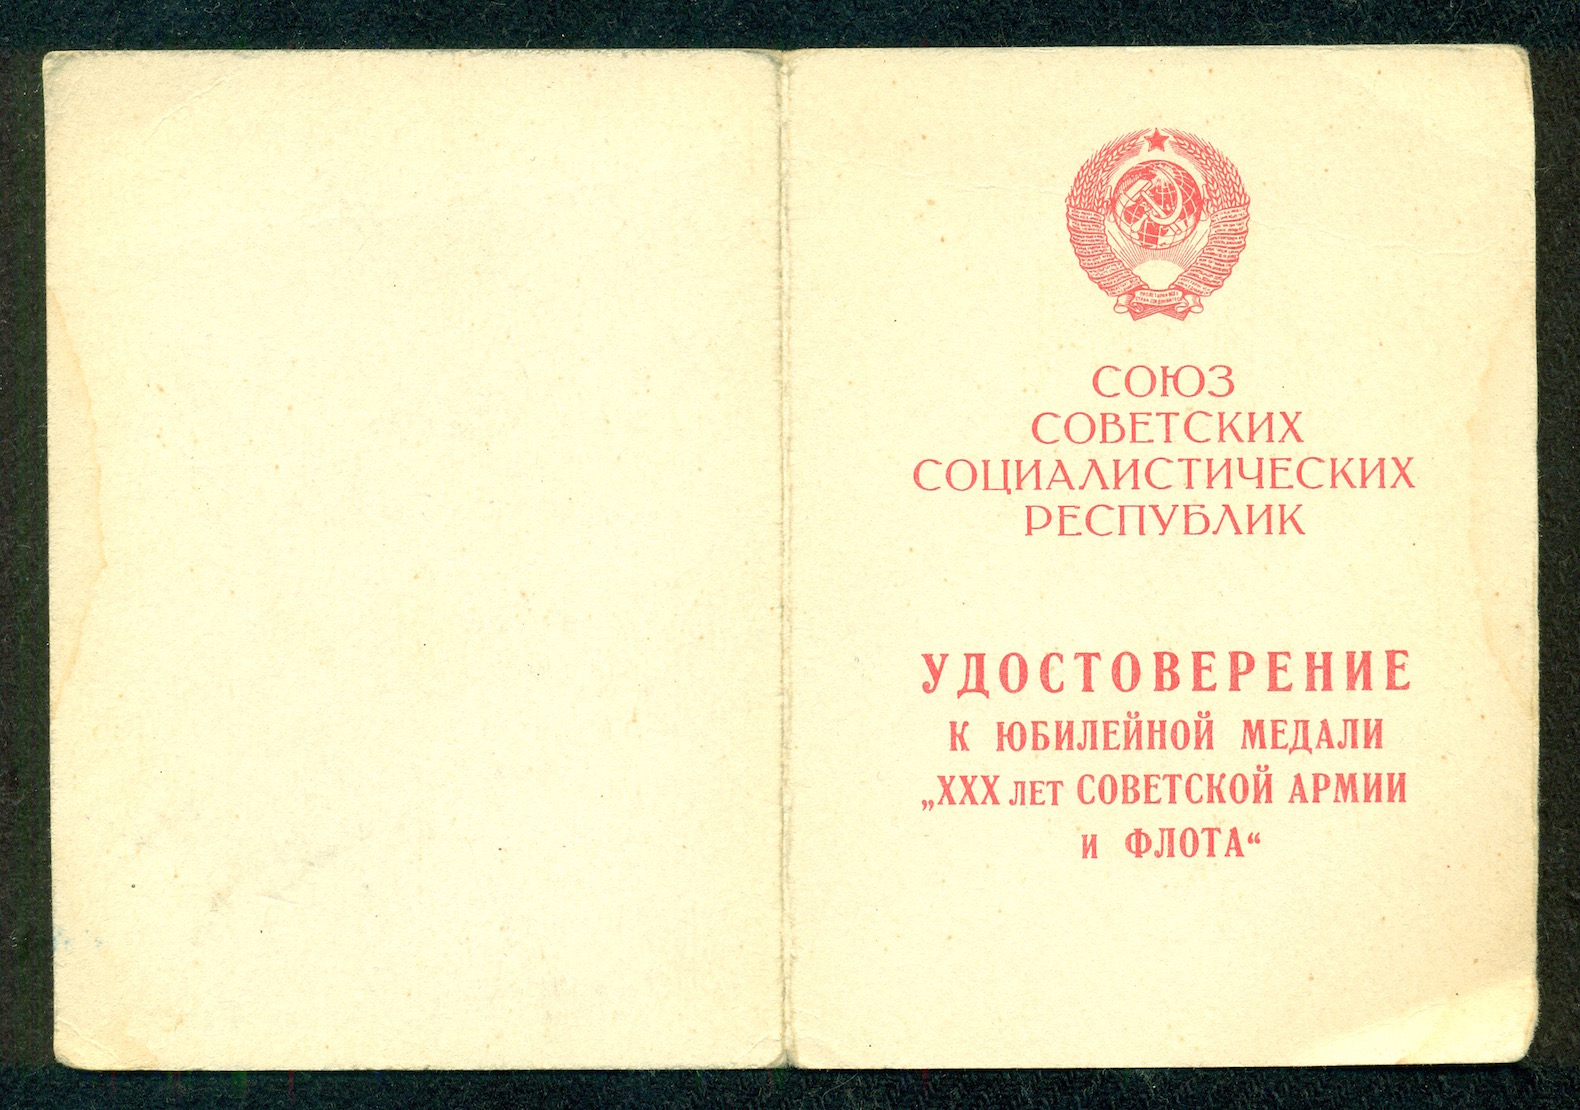 СОЮЗ
СОВЕТСКИХ
СОЦИАЛИСТИЧЕСКИХ
РЕСПУБЛИК
УДОСТОВЕРЕНИЕ
К ЮБИЛЕЙНОЙ МЕДАЛИ
„XXX ЛЕТ СОВЕТСКОЙ АРМИИ
И ФЛОТА“